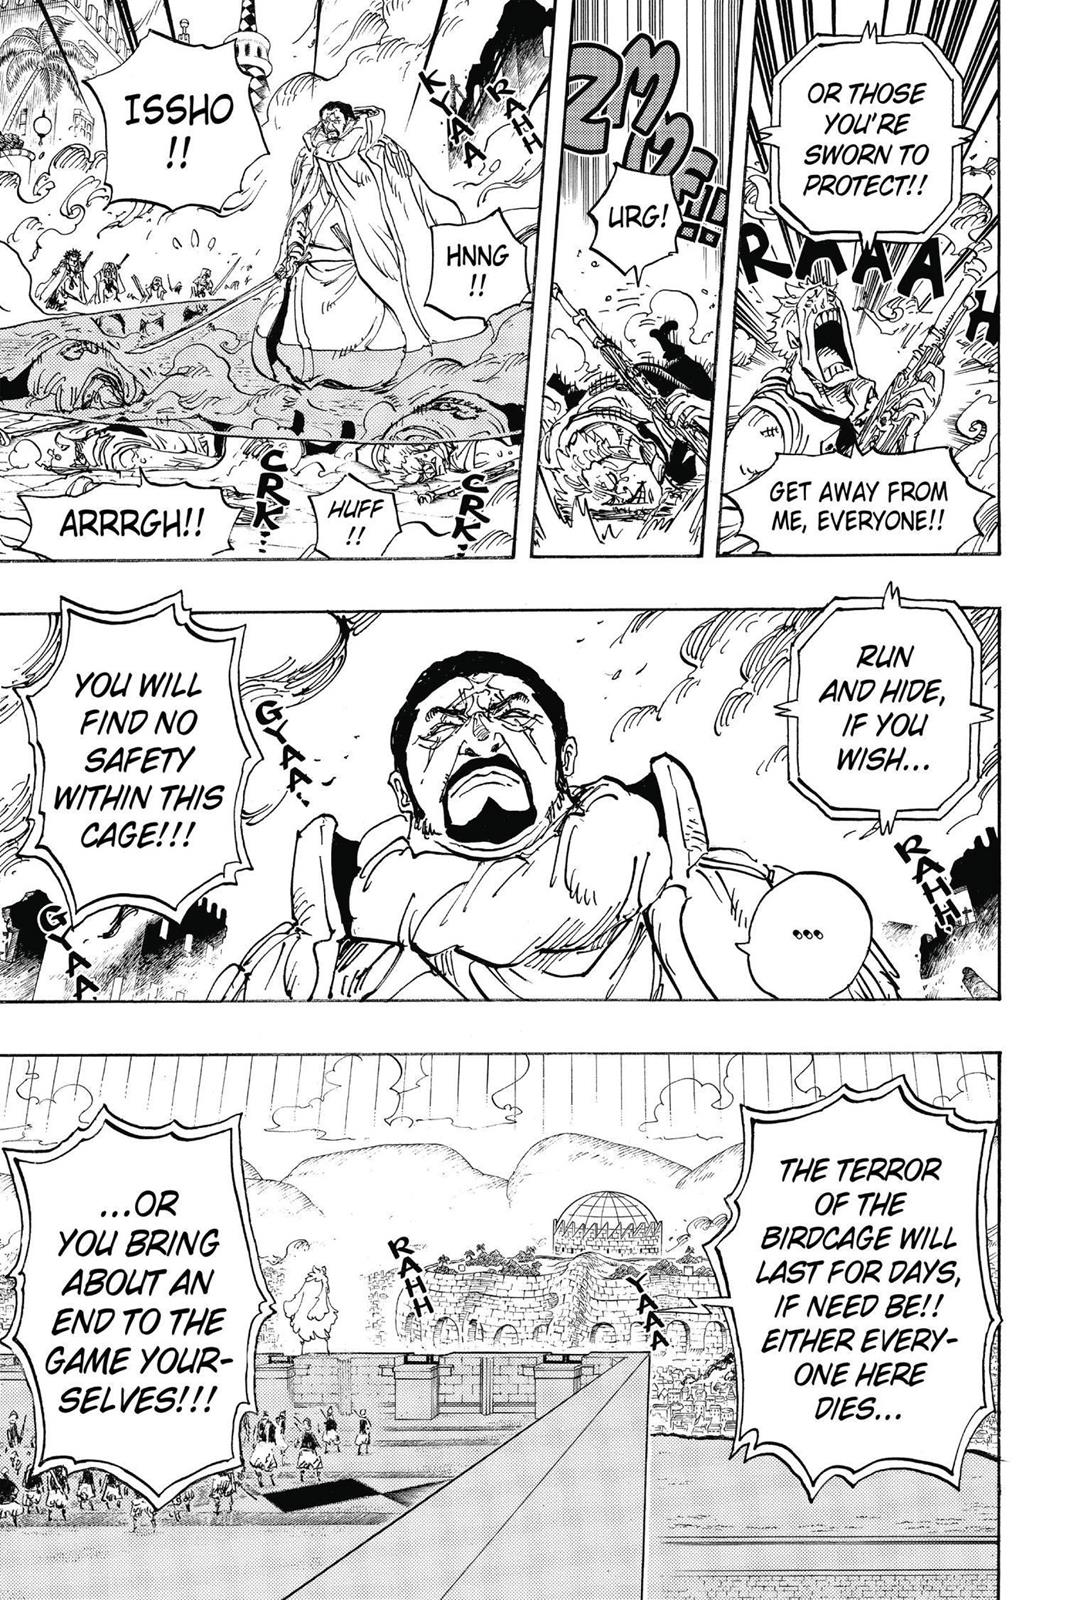 OR THOSE
YOU'RE
SWORN TO
PROTECT!!
RAAAA
H
GET AWAY FROM
ME, EVERYONE!!
ZMMP!!
URG!
KYAA
RAHH
ISSHO
!!
HNNG
!!
CRK...
HUFF
!!
CRK...
ARRRGH!!
RUN
AND HIDE,
IF YOU
WISH...
RAHH!
...
GYAA!
YOU WILL
FIND NO
SAFETY
WITHIN THIS
CAGE!!!
GYAA
THE TERROR
OF THE
BIRDCAGE WILL
LAST FOR DAYS,
IF NEED BE!!
EITHER EVERY-
ONE HERE
DIES...
YAAA
RAHH
...OR
YOU BRING
ABOUT AN
END TO THE
GAME YOUR-
SELVES!!!